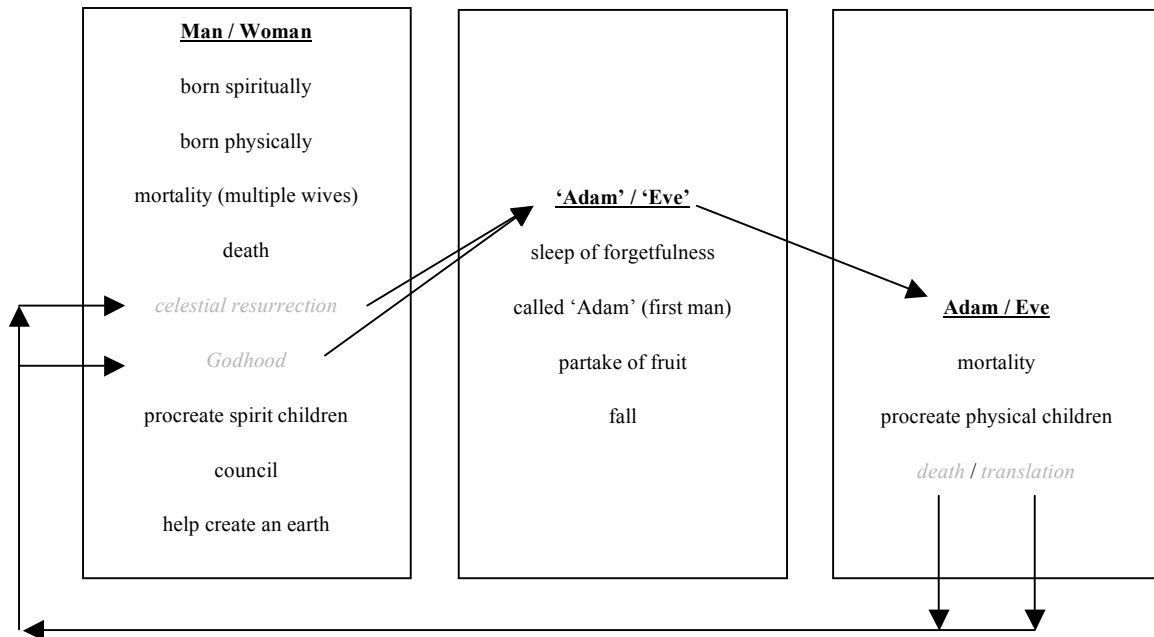 Man / Woman
born spiritually
born physically
mortality (multiple wives)
death
celestial resurrection
Godhood
procreate spirit children
council
help create an earth
‘Adam’ / ‘Eve’
sleep of forgetfulness
called ‘Adam’ (first man)
partake of fruit
fall
Adam / Eve
mortality
procreate physical children
death / translation